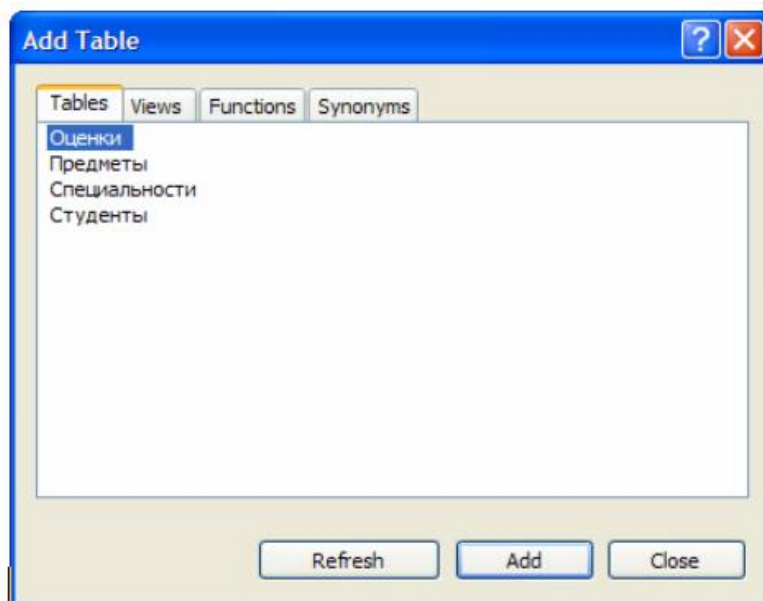 Add Table
Tables Views Functions Synonyms
Оценки
Предметы
Специальности
Студенты
Refresh Add Close